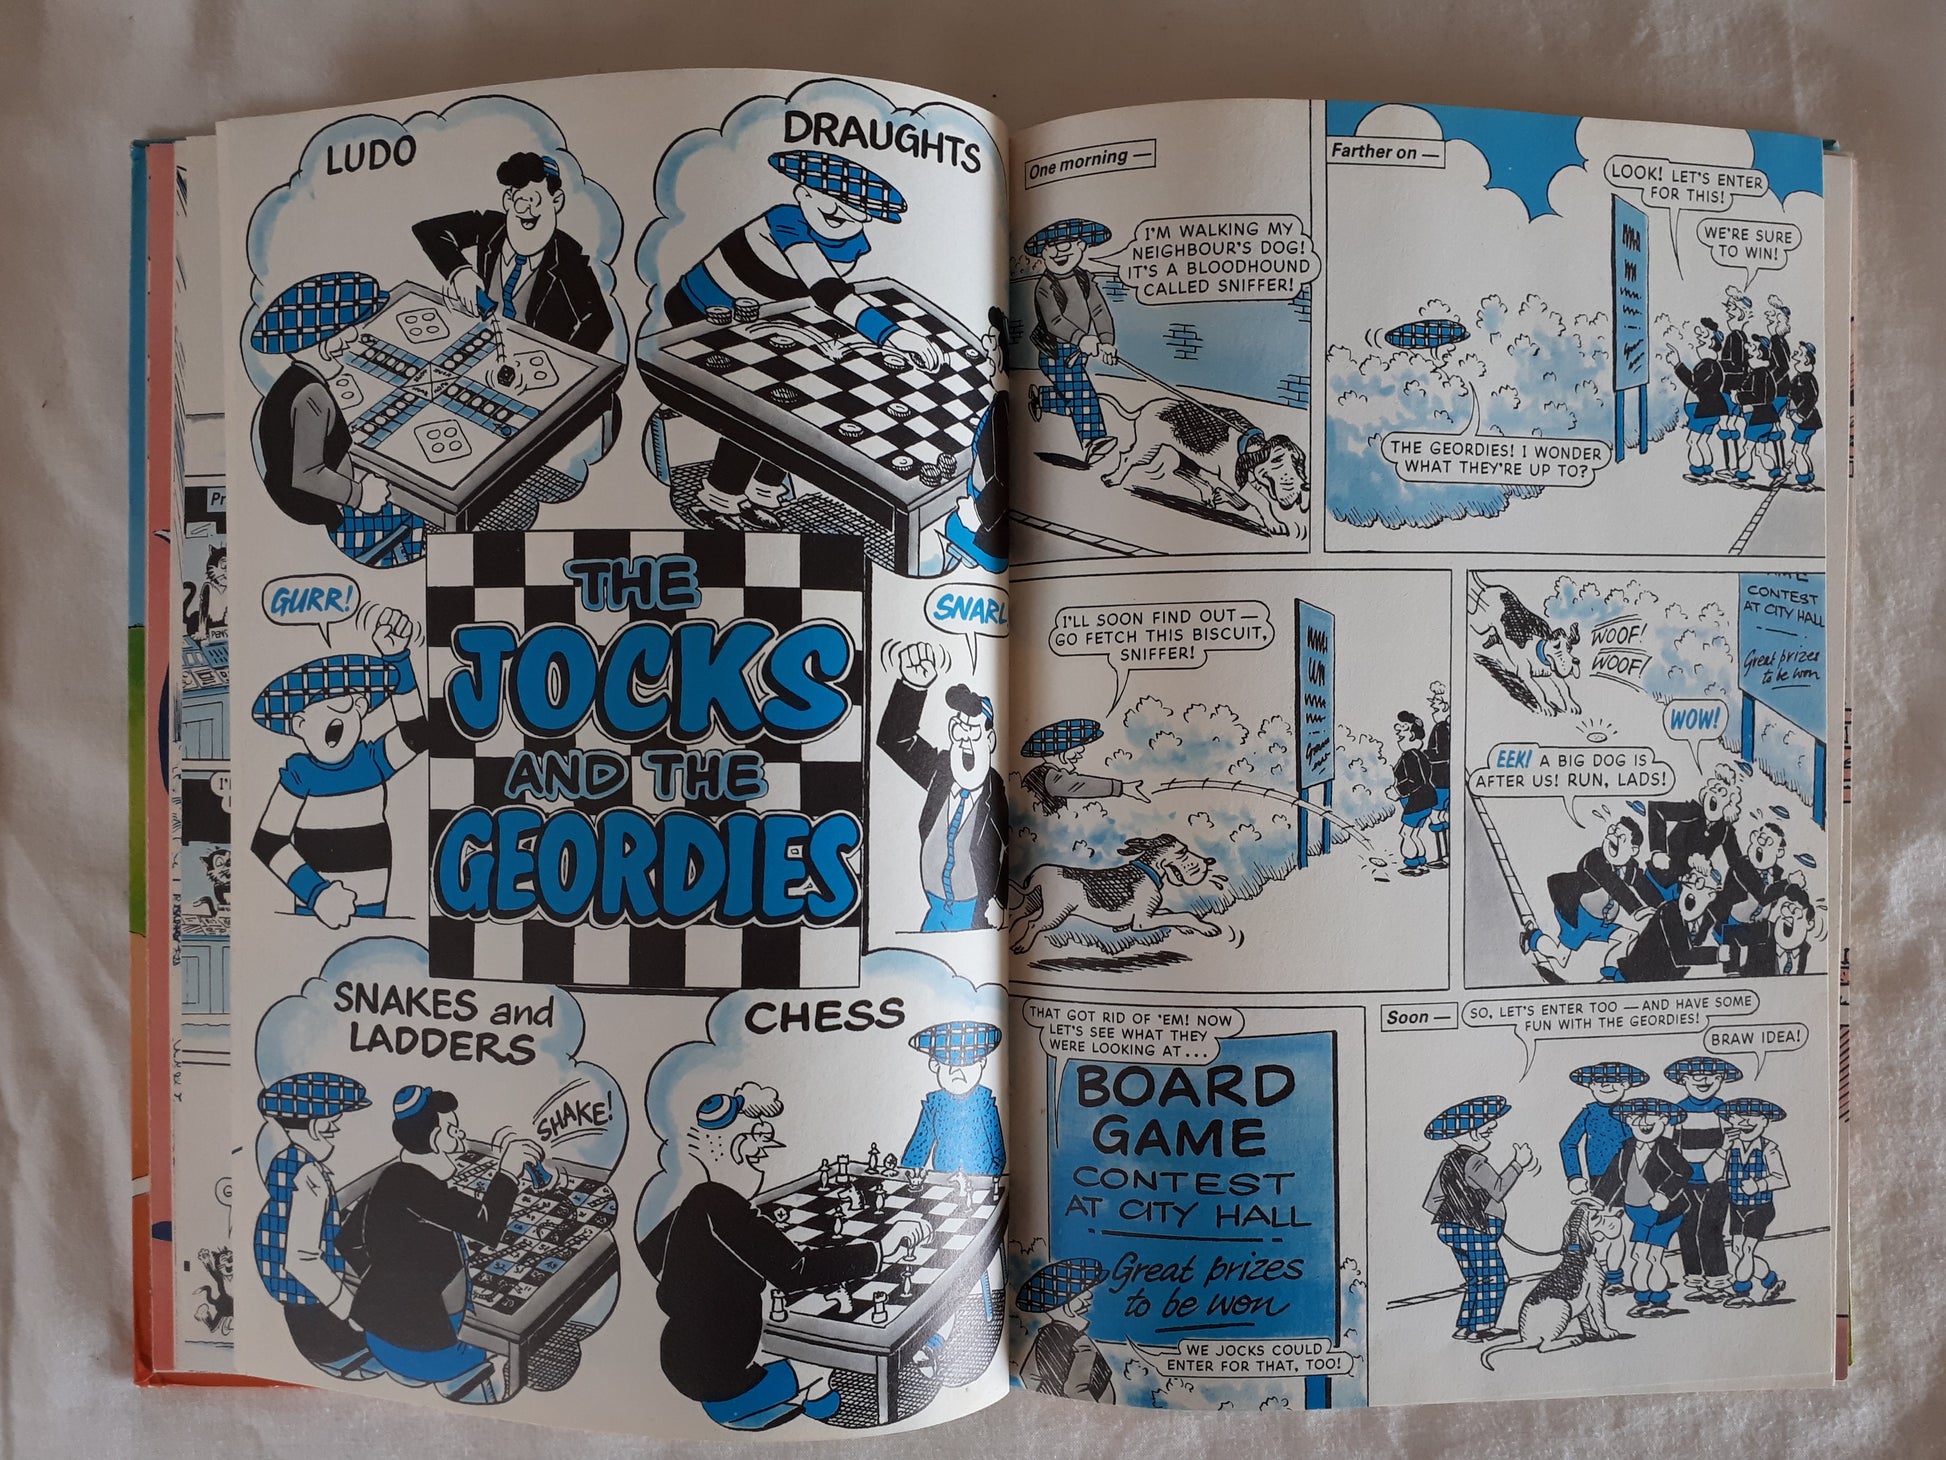 LUDO
DRAUGHTS
GURR!
SNARL
THE
JOCKS
AND THE
GEORDIES
SNAKES and
LADDERS
SHAKE!
CHESS
One morning —
I'M WALKING MY
NEIGHBOUR'S DOG!
IT'S A BLOODHOUND
CALLED SNIFFER!
Farther on —
LOOK! LET'S ENTER
FOR THIS!
WE'RE SURE
TO WIN!
THE GEORDIES! I WONDER
WHAT THEY'RE UP TO?
I'LL SOON FIND OUT —
GO FETCH THIS BISCUIT,
SNIFFER!
CONTEST
AT CITY HALL
Great prizes
to be won
WOOF!
WOOF!
WOW!
EEK! A BIG DOG IS
AFTER US! RUN, LADS!
THAT GOT RID OF 'EM! NOW
LET'S SEE WHAT THEY
WERE LOOKING AT...
BOARD
GAME
CONTEST
AT CITY HALL
Great prizes
to be won
WE JOCKS COULD
ENTER FOR THAT, TOO!
Soon —
SO, LET'S ENTER TOO — AND HAVE SOME
FUN WITH THE GEORDIES!
BRAW IDEA!